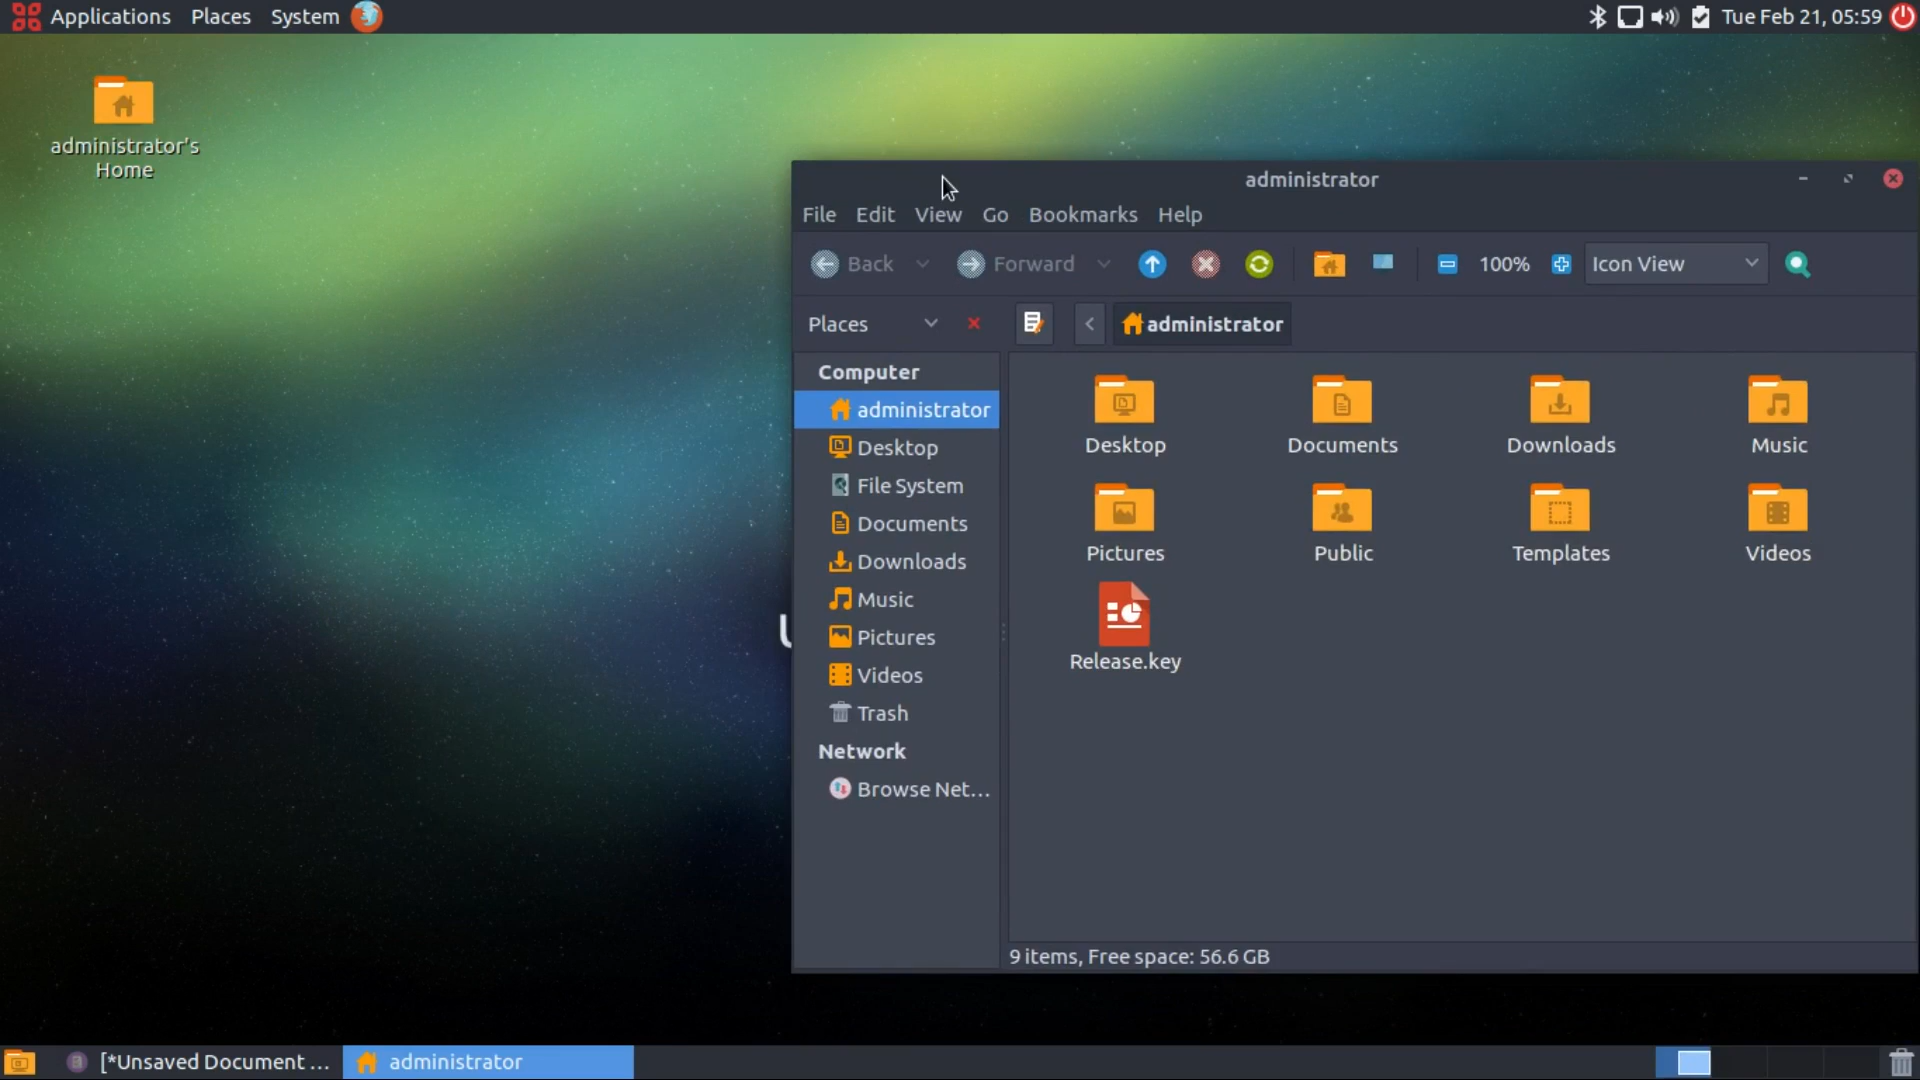 Applications Places System
Tue Feb 21, 05:59
administrator's
Home
administrator
File Edit View Go Bookmarks Help
Back Forward 100% Icon View
Places
administrator
Computer
administrator
Desktop
File System
Documents
Downloads
Music
Pictures
Videos
Trash
Network
Browse Net...
Desktop Documents Downloads Music
Pictures Public Templates Videos
Release.key
9 items, Free space: 56.6 GB
[*Unsaved Document ...
administrator